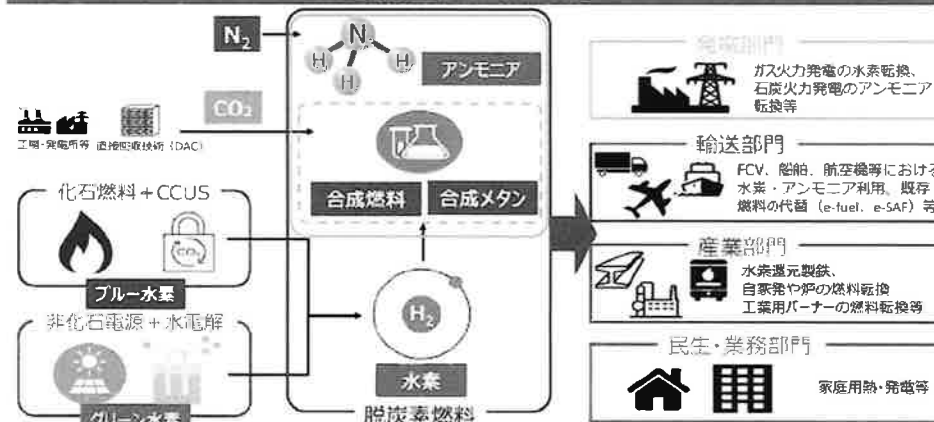 N₂
N
H
H
H
アンモニア
CO₂
工場・発電所等
直接回収技術（DAC）
合成燃料
合成メタン
化石燃料＋CCUS
CO₂
ブルー水素
非化石電源＋水電解
グリーン水素
H₂
水素
脱炭素燃料
発電部門
ガス火力発電の水素転換、
石炭火力発電のアンモニア
転換等
輸送部門
FCV、船舶、航空機等における
水素・アンモニア利用、既存
燃料の代替（e-fuel、e-SAF）等
産業部門
水素還元製鉄、
自家発や炉の燃料転換
工業用バーナーの燃料転換等
民生・業務部門
家庭用熱・発電等